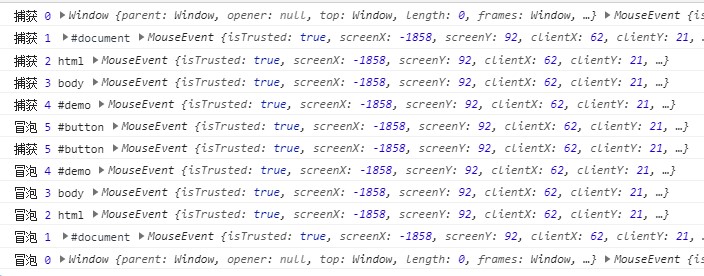 捕获 0 ▶Window {parent: Window, opener: null, top: Window, length: 0, frames: Window, …} ▶MouseEvent {is
捕获 1 ▶#document ▶MouseEvent {isTrusted: true, screenX: -1858, screenY: 92, clientX: 62, clientY: 21, …}
捕获 2 html ▶MouseEvent {isTrusted: true, screenX: -1858, screenY: 92, clientX: 62, clientY: 21, …}
捕获 3 body ▶MouseEvent {isTrusted: true, screenX: -1858, screenY: 92, clientX: 62, clientY: 21, …}
捕获 4 #demo ▶MouseEvent {isTrusted: true, screenX: -1858, screenY: 92, clientX: 62, clientY: 21, …}
冒泡 5 #button ▶MouseEvent {isTrusted: true, screenX: -1858, screenY: 92, clientX: 62, clientY: 21, …}
捕获 5 #button ▶MouseEvent {isTrusted: true, screenX: -1858, screenY: 92, clientX: 62, clientY: 21, …}
冒泡 4 #demo ▶MouseEvent {isTrusted: true, screenX: -1858, screenY: 92, clientX: 62, clientY: 21, …}
冒泡 3 body ▶MouseEvent {isTrusted: true, screenX: -1858, screenY: 92, clientX: 62, clientY: 21, …}
冒泡 2 html ▶MouseEvent {isTrusted: true, screenX: -1858, screenY: 92, clientX: 62, clientY: 21, …}
冒泡 1 ▶#document ▶MouseEvent {isTrusted: true, screenX: -1858, screenY: 92, clientX: 62, clientY: 21, …}
冒泡 0 ▶Window {parent: Window, opener: null, top: Window, length: 0, frames: Window, …} ▶MouseEvent {is